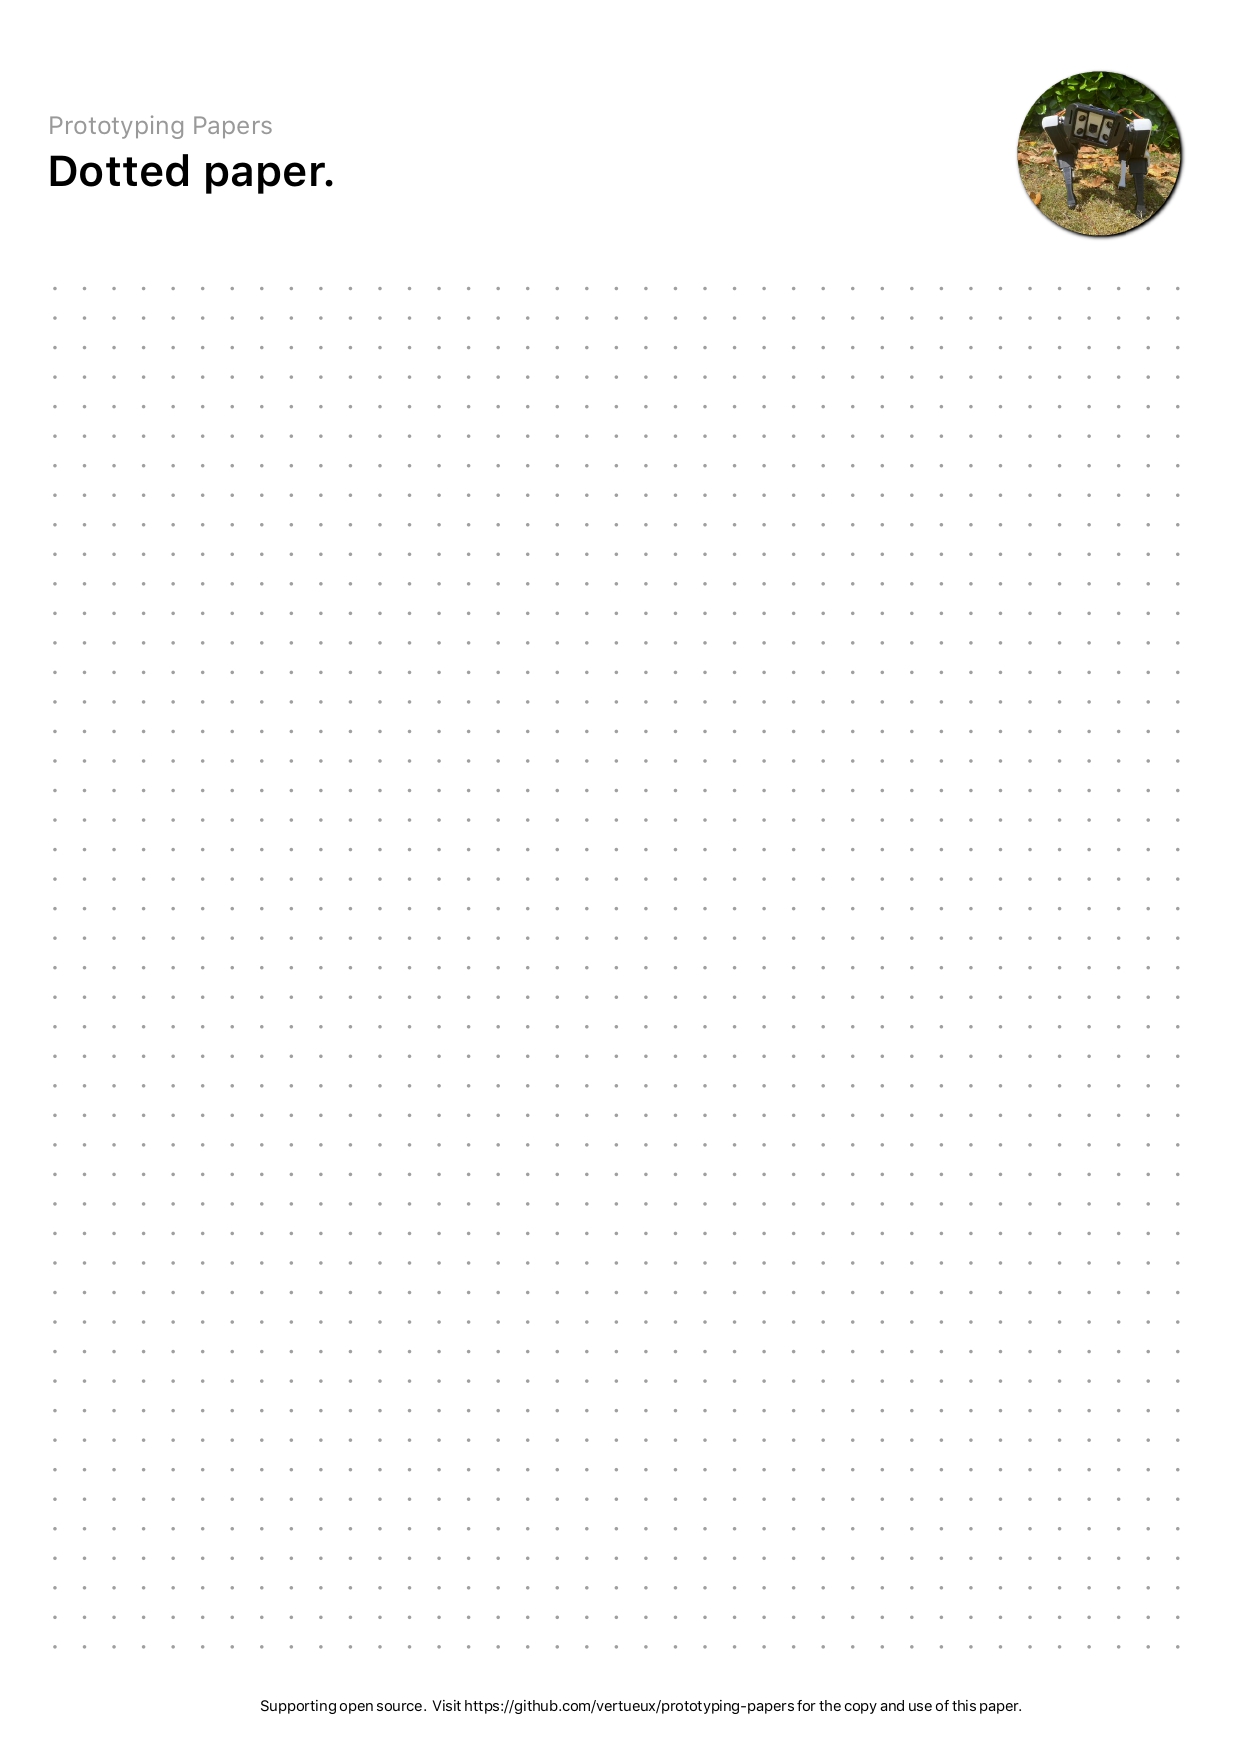 Prototyping Papers
Dotted paper.
Supporting open source. Visit https://github.com/vertueux/prototyping-papers for the copy and use of this paper.